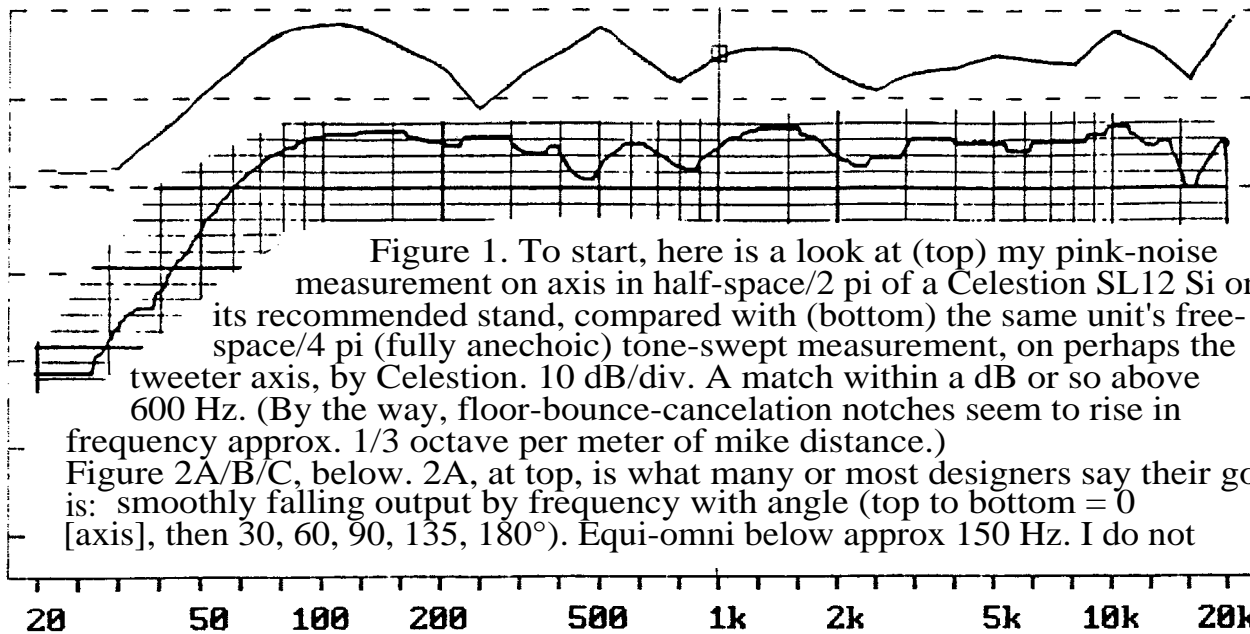 Figure 1. To start, here is a look at (top) my pink-noise
measurement on axis in half-space/2 pi of a Celestion SL12 Si on
its recommended stand, compared with (bottom) the same unit's free-
space/4 pi (fully anechoic) tone-swept measurement, on perhaps the
tweeter axis, by Celestion. 10 dB/div. A match within a dB or so above
600 Hz. (By the way, floor-bounce-cancelation notches seem to rise in
frequency approx. 1/3 octave per meter of mike distance.)
Figure 2A/B/C, below. 2A, at top, is what many or most designers say their go
is: smoothly falling output by frequency with angle (top to bottom = 0
[axis], then 30, 60, 90, 135, 180°). Equi-omni below approx 150 Hz. I do not
20 50 100 200 500 1k 2k 5k 10k 20k